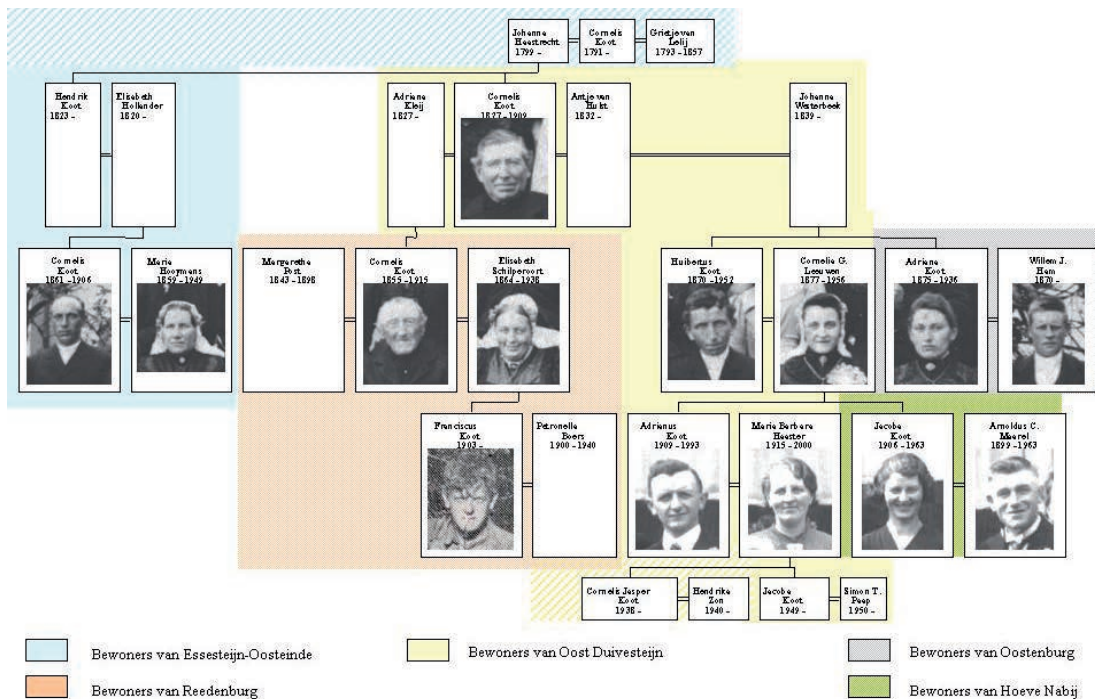 Johanna
Haastrecht
1799 -
Cornelis
Koot
1791 -
Grietje van
Lelij
1793 - 1857
Hendrik
Koot
1823 -
Elisabeth
Hollander
1820 -
Adriana
Kleij
1827 -
Cornelis
Koot
1827 - 1909
Antje van
1832 -
Johanna
Westerbeek
1839 -
Cornelis
Koot
1861 - 1906
Maria
Hooymans
1859 - 1949
Margaretha
Post
1843 - 1898
Cornelis
Koot
1855 - 1915
Elisabeth
Schilperoort
1864 - 1938
Huibertus
Koot
1870 - 1952
Cornelia G.
Leeuwen
1877 - 1956
Adriana
Koot
1875 - 1936
Willem J.
Ham
1870 -
Franciscus
Koot
1903 -
Petronella
Boers
1900 - 1940
Adrianus
Koot
1909 - 1993
Maria Barbara
Heester
1915 - 2000
Jacoba
Koot
1906 - 1963
Arnoldus C.
1899 - 1963
Cornelis Jasper
Koot
1938 -
Hendrika
Zon
1940 -
Jacoba
Koot
1949 -
Simon T.
Paap
1950 -
Bewoners van Essesteijn-Oosteinde
Bewoners van Oost Duivesteijn
Bewoners van Oostenburg
Bewoners van Reedenburg
Bewoners van Hoeve Nabij